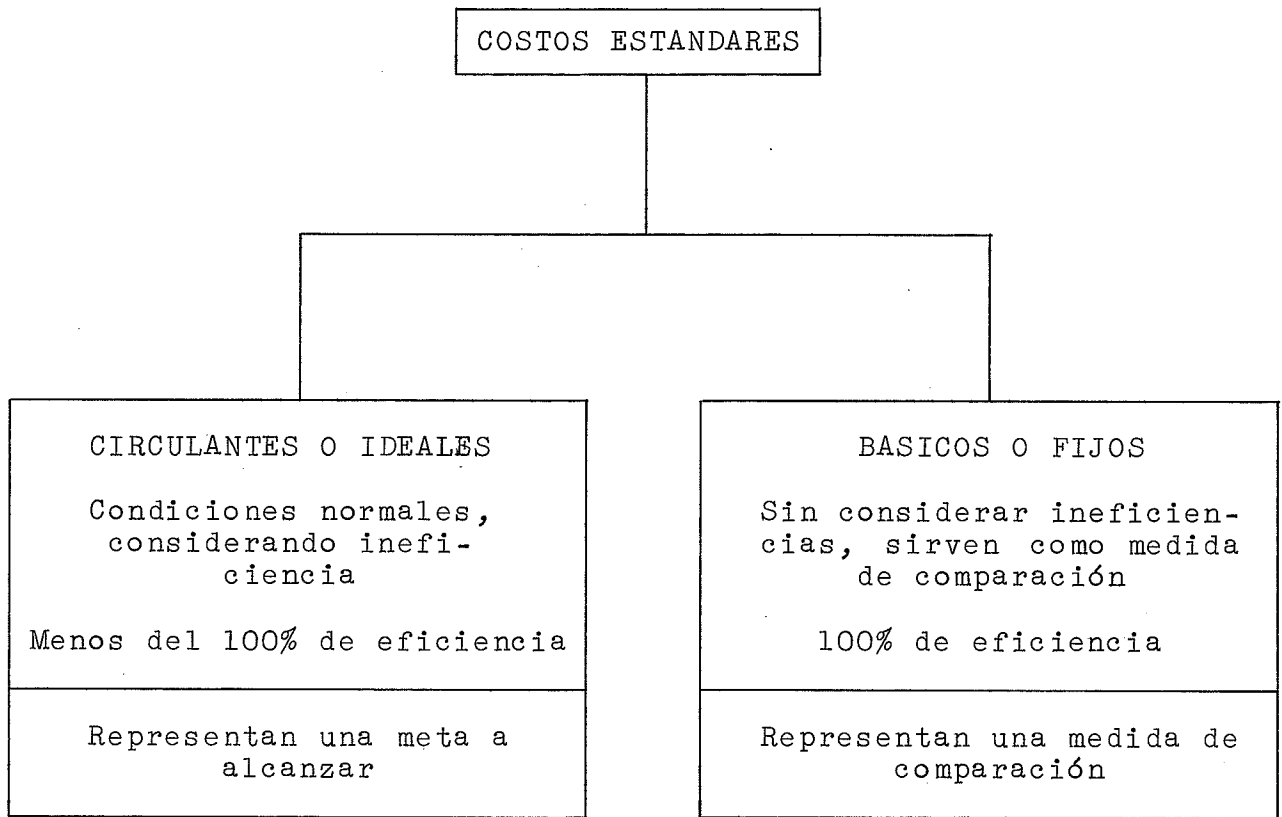 COSTOS ESTANDARES
CIRCULANTES O IDEALES
Condiciones normales,
considerando inefi-
ciencia
Menos del 100% de eficiencia
Representan una meta a
alcanzar
BASICOS O FIJOS
Sin considerar ineficien-
cias, sirven como medida
de comparación
100% de eficiencia
Representan una medida de
comparación